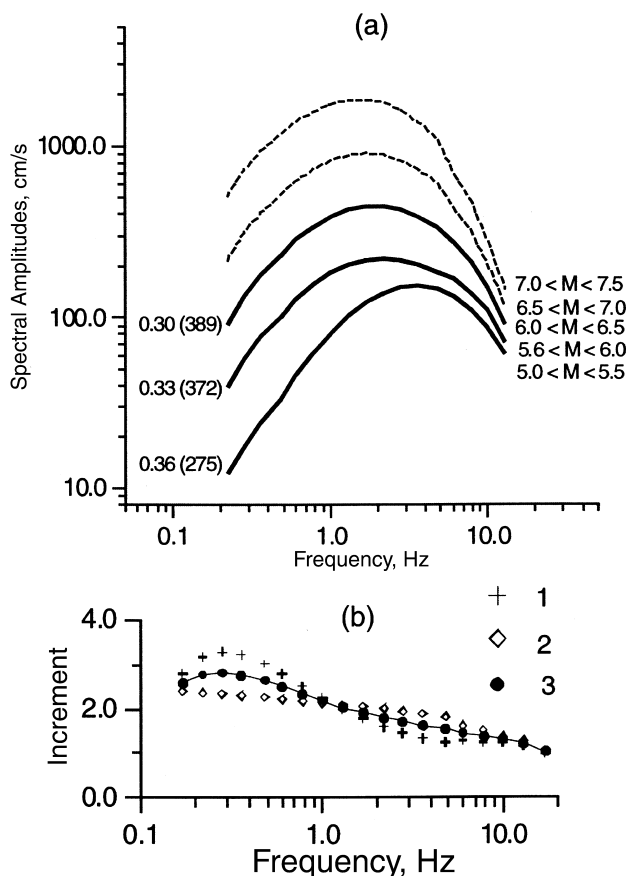 (a)
Spectral Amplitudes, cm/s
1000.0
100.0
10.0
0.30 (389)
0.33 (372)
0.36 (275)
7.0 < M < 7.5
6.5 < M < 7.0
6.0 < M < 6.5
5.6 < M < 6.0
5.0 < M < 5.5
0.1 1.0 10.0
Frequency, Hz
(b)
1
2
3
Increment
4.0
2.0
0.0
0.1 1.0 10.0
Frequency, Hz